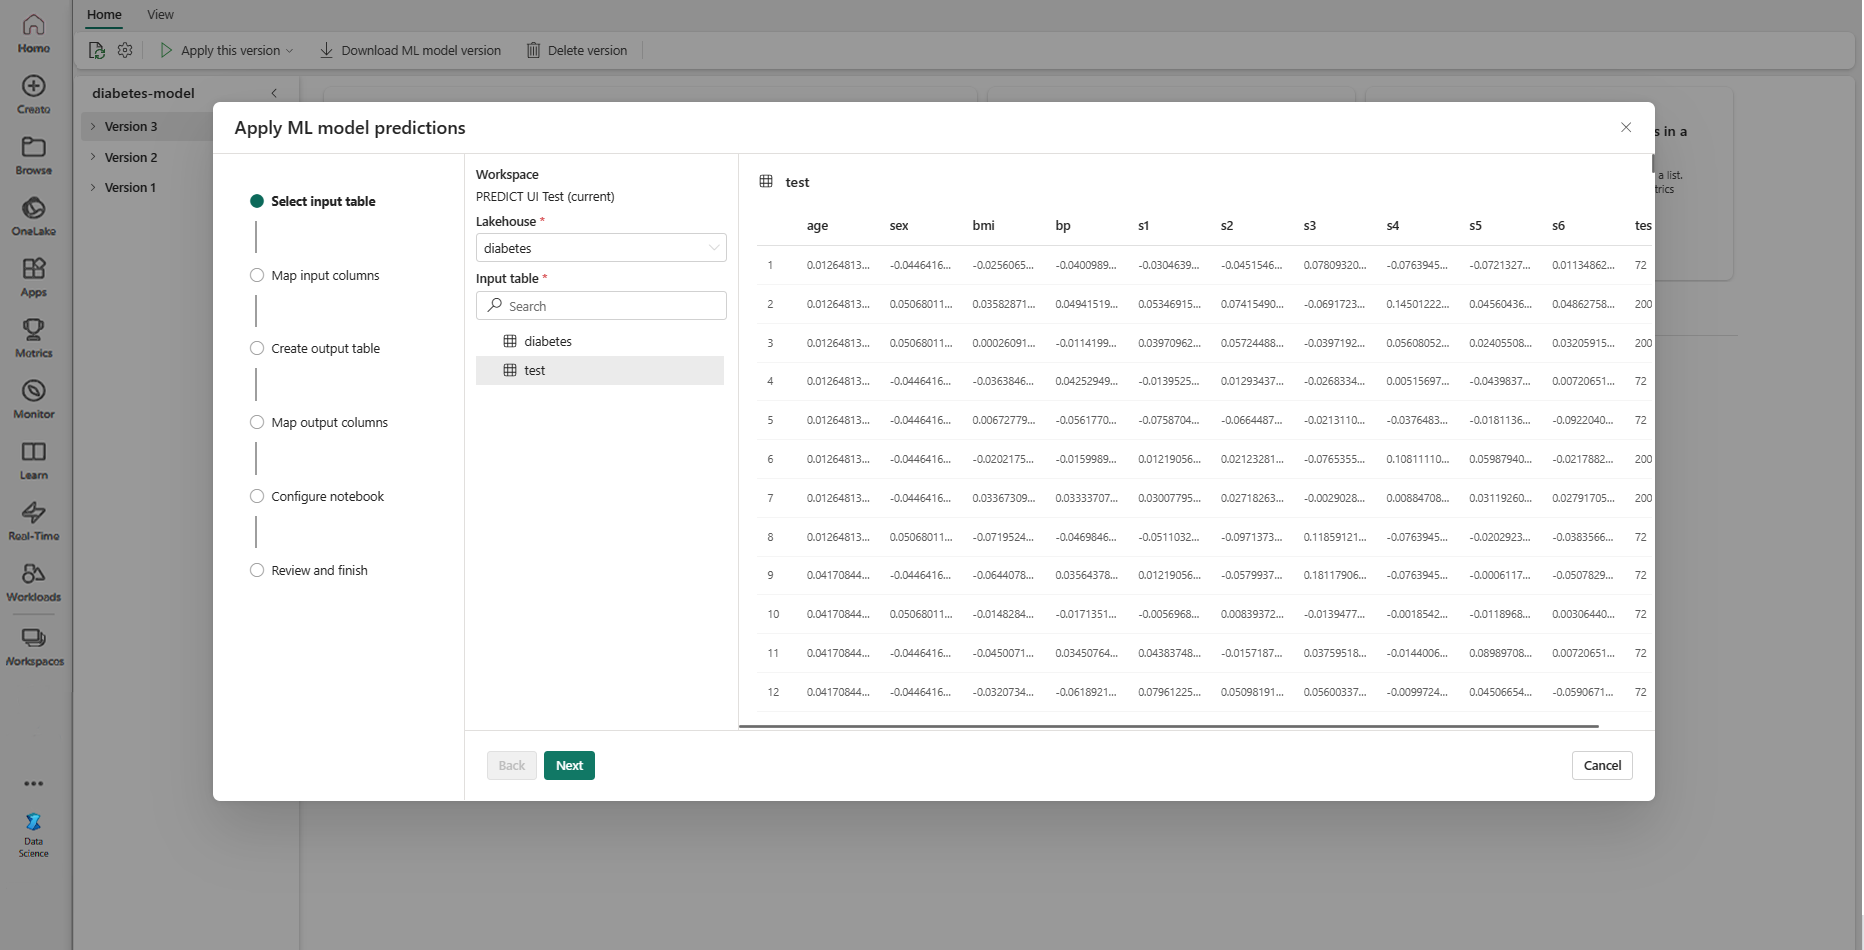 Home View
Apply this version Download ML model version Delete version
Home
Create
Browse
OneLake
Apps
Metrics
Monitor
Learn
Real-Time
Workloads
Workspaces
Data
Science
diabetes-model
Version 3
Version 2
Version 1
s in a
a list.
trics
Apply ML model predictions
Select input table
Map input columns
Create output table
Map output columns
Configure notebook
Review and finish
Workspace
PREDICT UI Test (current)
Lakehouse *
diabetes
Input table *
Search
diabetes
test
test
age sex bmi bp s1 s2 s3 s4 s5 s6 tes
1 0.01264813... -0.0446416... -0.0256065... -0.0400989... -0.0304639... -0.0451546... 0.07809320... -0.0763945... -0.0721327... 0.01134862... 72
2 0.01264813... 0.05068011... 0.03582871... 0.04941519... 0.05346915... 0.07415490... -0.0691723... 0.14501222... 0.04560436... 0.04862758... 200
3 0.01264813... 0.05068011... 0.00026091... -0.0114199... 0.03970962... 0.05724488... -0.0397192... 0.05608052... 0.02405508... 0.03205915... 200
4 0.01264813... -0.0446416... -0.0363846... 0.04252949... -0.0139525... 0.01293437... -0.0268334... 0.00515697... -0.0439837... 0.00720651... 72
5 0.01264813... -0.0446416... 0.00672779... -0.0561770... -0.0758704... -0.0664487... -0.0213110... -0.0376483... -0.0181136... -0.0922040... 72
6 0.01264813... -0.0446416... -0.0202175... -0.0159989... 0.01219056... 0.02123281... -0.0765355... 0.10811110... 0.05987940... -0.0217882... 200
7 0.01264813... -0.0446416... 0.03367309... 0.03333707... 0.03007795... 0.02718263... -0.0029028... 0.00884708... 0.03119260... 0.02791705... 200
8 0.01264813... 0.05068011... -0.0719524... -0.0469846... -0.0511032... -0.0971373... 0.11859121... -0.0763945... -0.0202923... -0.0383566... 72
9 0.04170844... -0.0446416... -0.0644078... 0.03564378... 0.01219056... -0.0579937... 0.18117906... -0.0763945... -0.0006117... -0.0507829... 72
10 0.04170844... 0.05068011... -0.0148284... -0.0171351... -0.0056968... 0.00839372... -0.0139477... -0.0018542... -0.0118968... 0.00306440... 72
11 0.04170844... -0.0446416... -0.0450071... 0.03450764... 0.04383748... -0.0157187... 0.03759518... -0.0144006... 0.08989708... 0.00720651... 72
12 0.04170844... -0.0446416... -0.0320734... -0.0618921... 0.07961225... 0.05098191... 0.05600337... -0.0099724... 0.04506654... -0.0590671... 72
Back Next Cancel